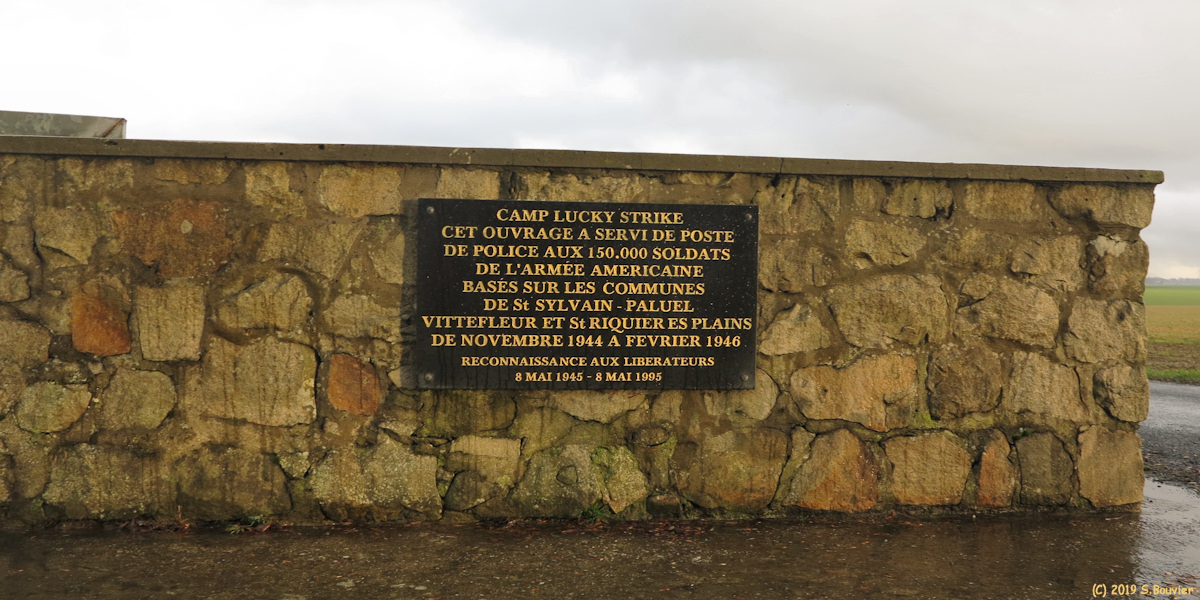 CAMP LUCKY STRIKE
CET OUVRAGE A SERVI DE POSTE
DE POLICE AUX 150.000 SOLDATS
DE L'ARMÉE AMERICAINE
BASÉS SUR LES COMMUNES
DE St SYLVAIN - PALUEL
VITTEFLEUR ET St RIQUIER ES PLAINS
DE NOVEMBRE 1944 A FEVRIER 1946
RECONNAISSANCE AUX LIBERATEURS
8 MAI 1945 - 8 MAI 1995
(C) 2019 S.Bouvier